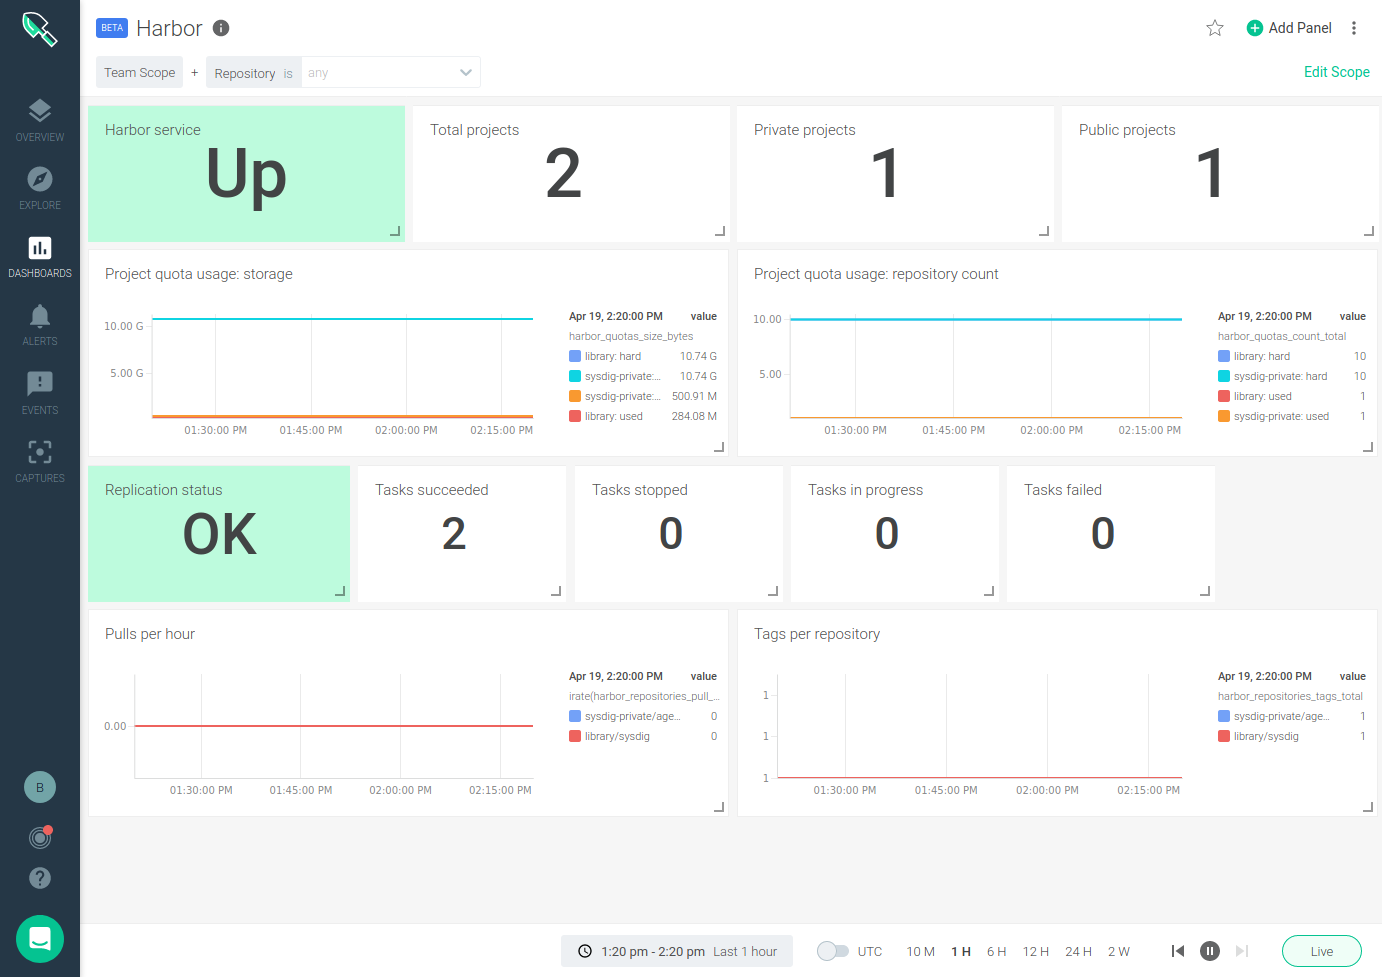 BETA Harbor
Add Panel
Team Scope + Repository is any
Edit Scope
OVERVIEW
EXPLORE
DASHBOARDS
ALERTS
EVENTS
CAPTURES
B
Harbor service
Up
Total projects
2
Private projects
1
Public projects
1
Project quota usage: storage
10.00 G
5.00 G
01:30:00 PM 01:45:00 PM 02:00:00 PM 02:15:00 PM
Apr 19, 2:20:00 PM value
harbor_quotas_size_bytes
library: hard 10.74 G
sysdig-private:... 10.74 G
sysdig-private:... 500.91 M
library: used 284.08 M
Project quota usage: repository count
10.00
5.00
01:30:00 PM 01:45:00 PM 02:00:00 PM 02:15:00 PM
Apr 19, 2:20:00 PM value
harbor_quotas_count_total
library: hard 10
sysdig-private: hard 10
library: used 1
sysdig-private: used 1
Replication status
OK
Tasks succeeded
2
Tasks stopped
0
Tasks in progress
0
Tasks failed
0
Pulls per hour
0.00
01:30:00 PM 01:45:00 PM 02:00:00 PM 02:15:00 PM
Apr 19, 2:20:00 PM value
irate(harbor_repositories_pull_...
sysdig-private/age... 0
library/sysdig 0
Tags per repository
1
1
1
01:30:00 PM 01:45:00 PM 02:00:00 PM 02:15:00 PM
Apr 19, 2:20:00 PM value
harbor_repositories_tags_total
sysdig-private/age... 1
library/sysdig 1
1:20 pm - 2:20 pm Last 1 hour
UTC
10 M 1 H 6 H 12 H 24 H 2 W
Live